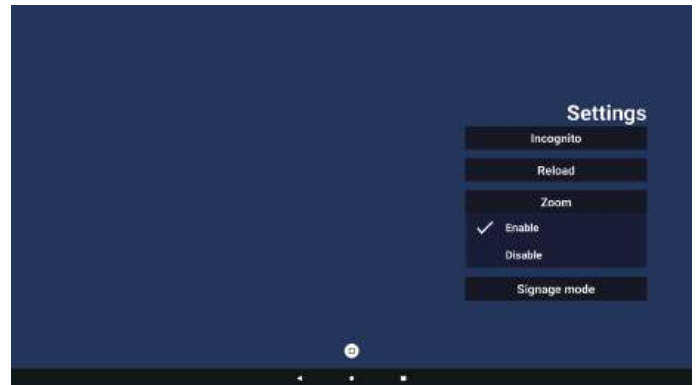 Settings
Incognito
Reload
Zoom
Enable
Disable
Signage mode